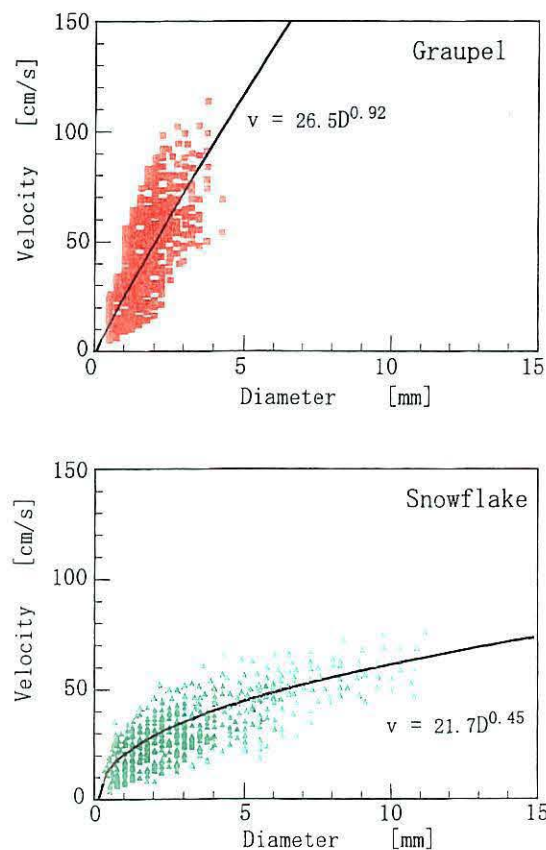 150
Graupel
100
v = 26.5D^0.92
50
0
Velocity [cm/s]
0 5 10 15
Diameter [mm]
150
Snowflake
100
50
v = 21.7D^0.45
0
Velocity [cm/s]
0 5 10 15
Diameter [mm]